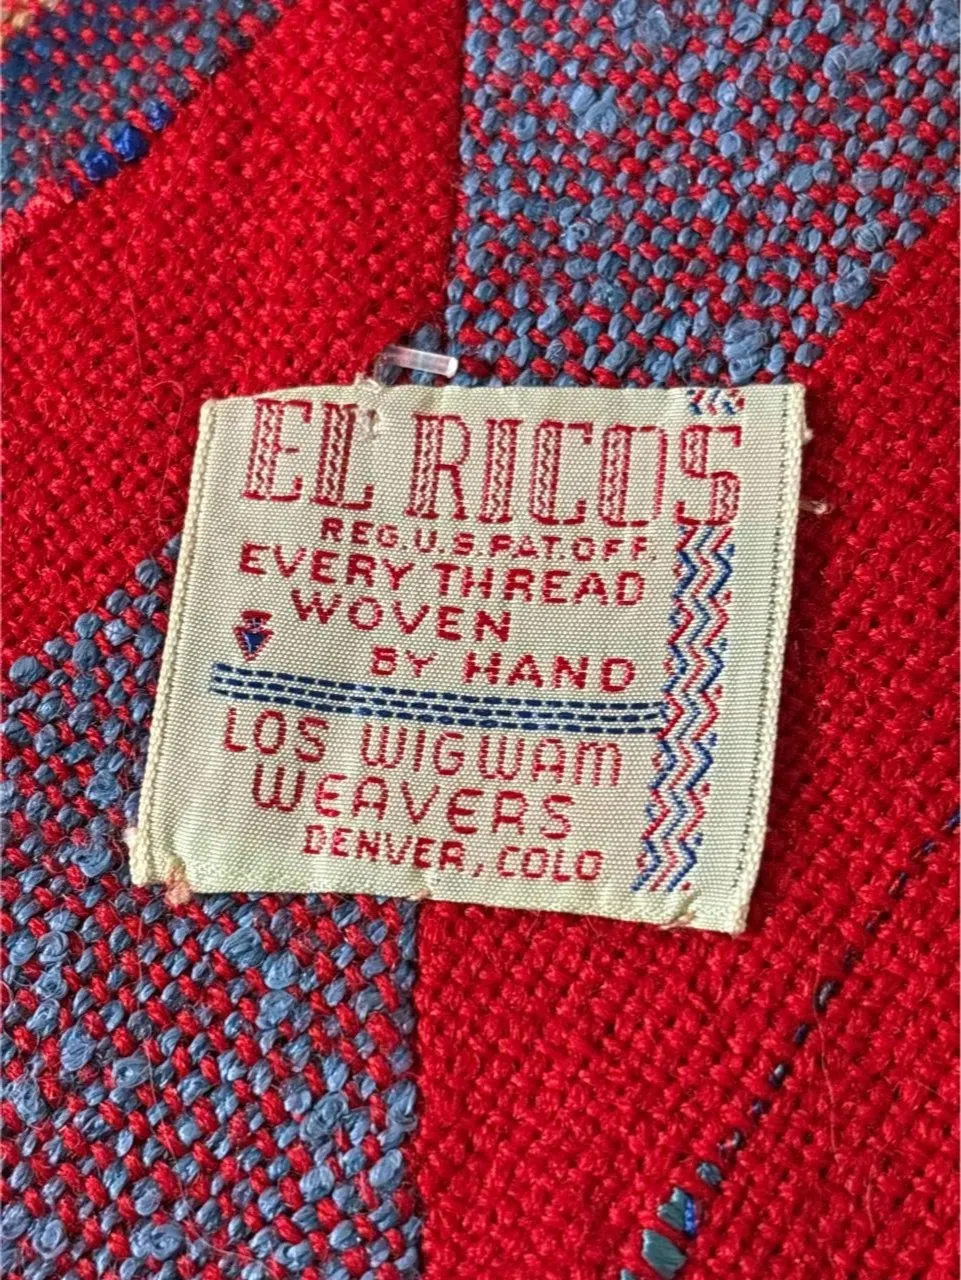 EL RICOS
REG.U.S.PAT.OFF.
EVERY THREAD
WOVEN
BY HAND
LOS WIGWAM
WEAVERS
DENVER, COLO